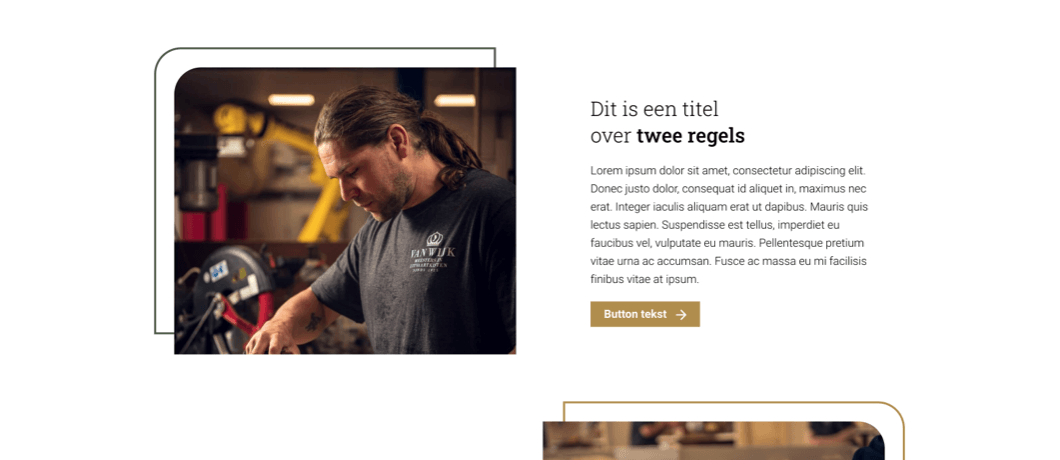 Dit is een titel
over twee regels
Lorem ipsum dolor sit amet, consectetur adipiscing elit.
Donec justo dolor, consequat id aliquet in, maximus nec
erat. Integer iaculis aliquam erat ut dapibus. Mauris quis
lectus sapien. Suspendisse est tellus, imperdiet eu
faucibus vel, vulputate eu mauris. Pellentesque pretium
vitae urna ac accumsan. Fusce ac massa eu mi facilisis
finibus vitae at ipsum.
Button tekst
VAN WIJK